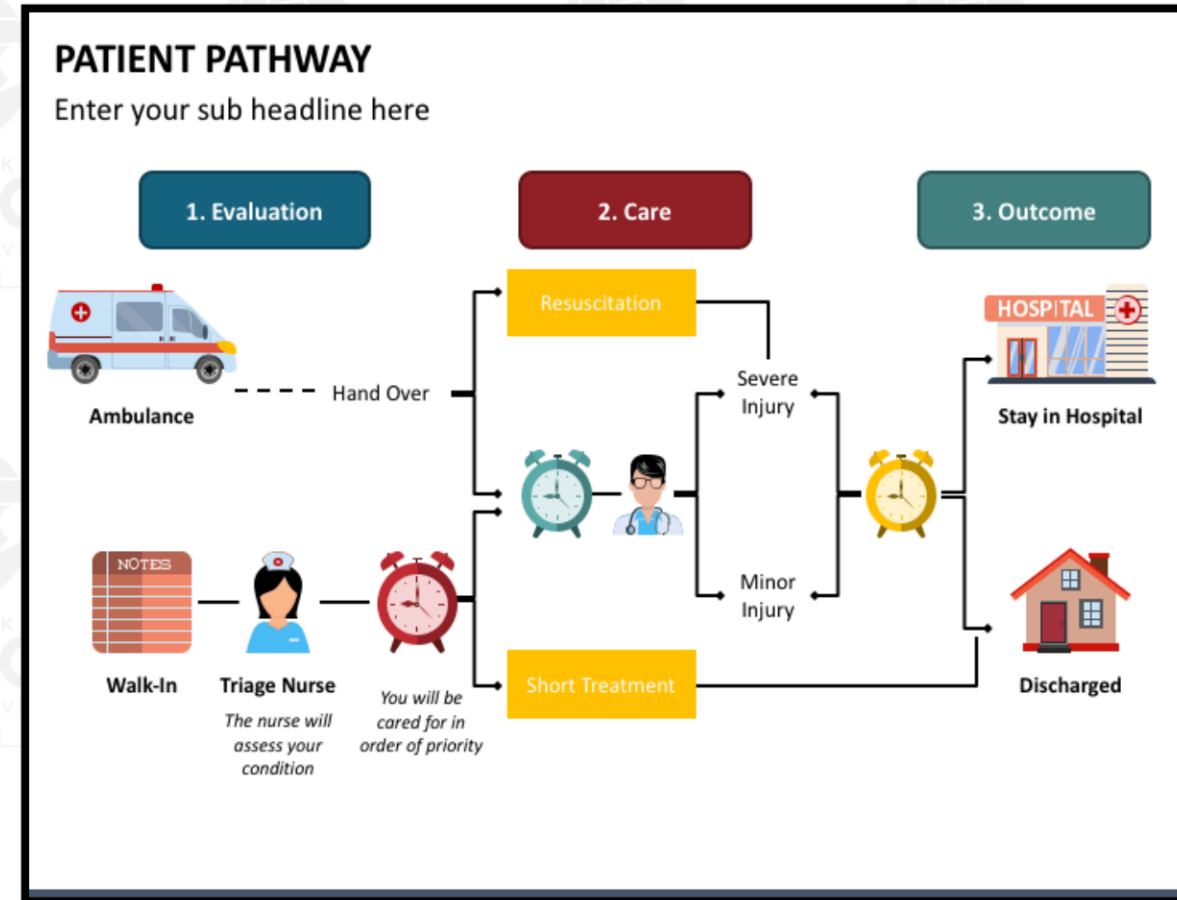 PATIENT PATHWAY
Enter your sub headline here
1. Evaluation
2. Care
3. Outcome
Resuscitation
HOSPITAL
Hand Over
Severe
Injury
Ambulance
Stay in Hospital
NOTES
Minor
Injury
Walk-In
Triage Nurse
The nurse will
assess your
condition
You will be
cared for in
order of priority
Short Treatment
Discharged